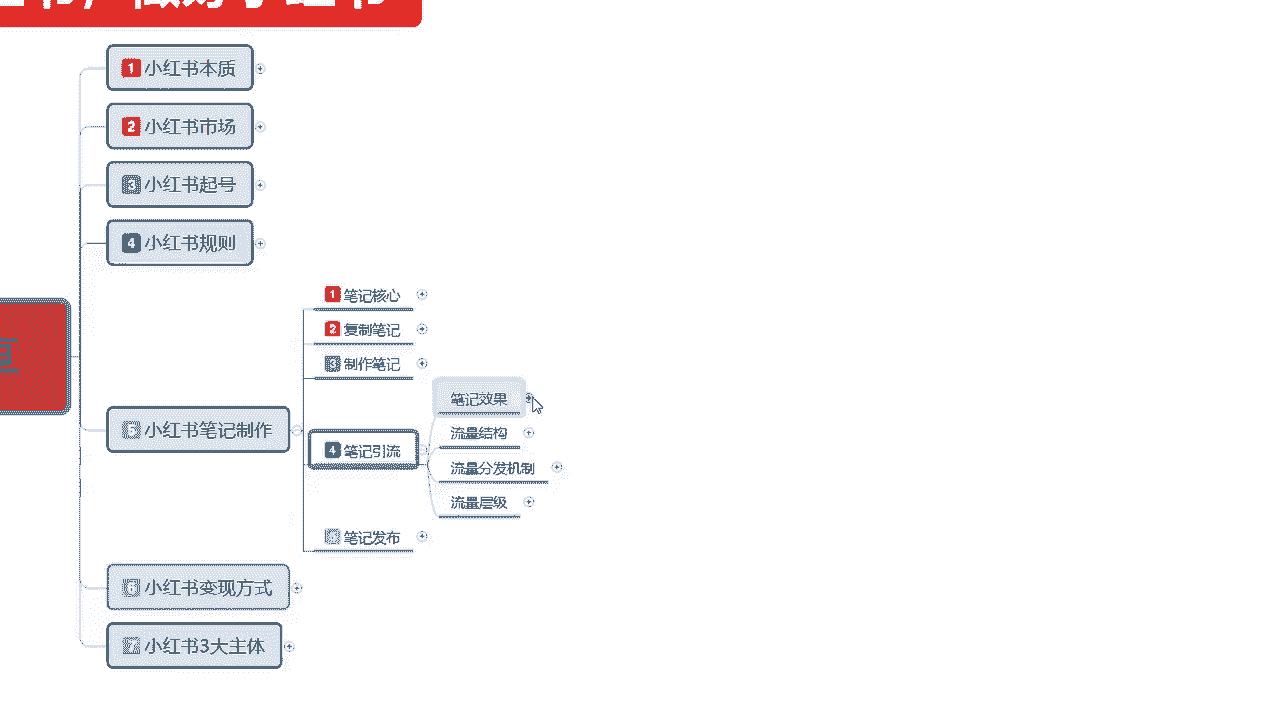 1 小红书本质
2 小红书市场
3 小红书起号
4 小红书规则
5 小红书笔记制作
1 笔记核心
2 复制笔记
3 制作笔记
4 笔记引流
笔记效果
流量结构
流量分发机制
流量层级
笔记发布
6 小红书变现方式
7 小红书3大主体